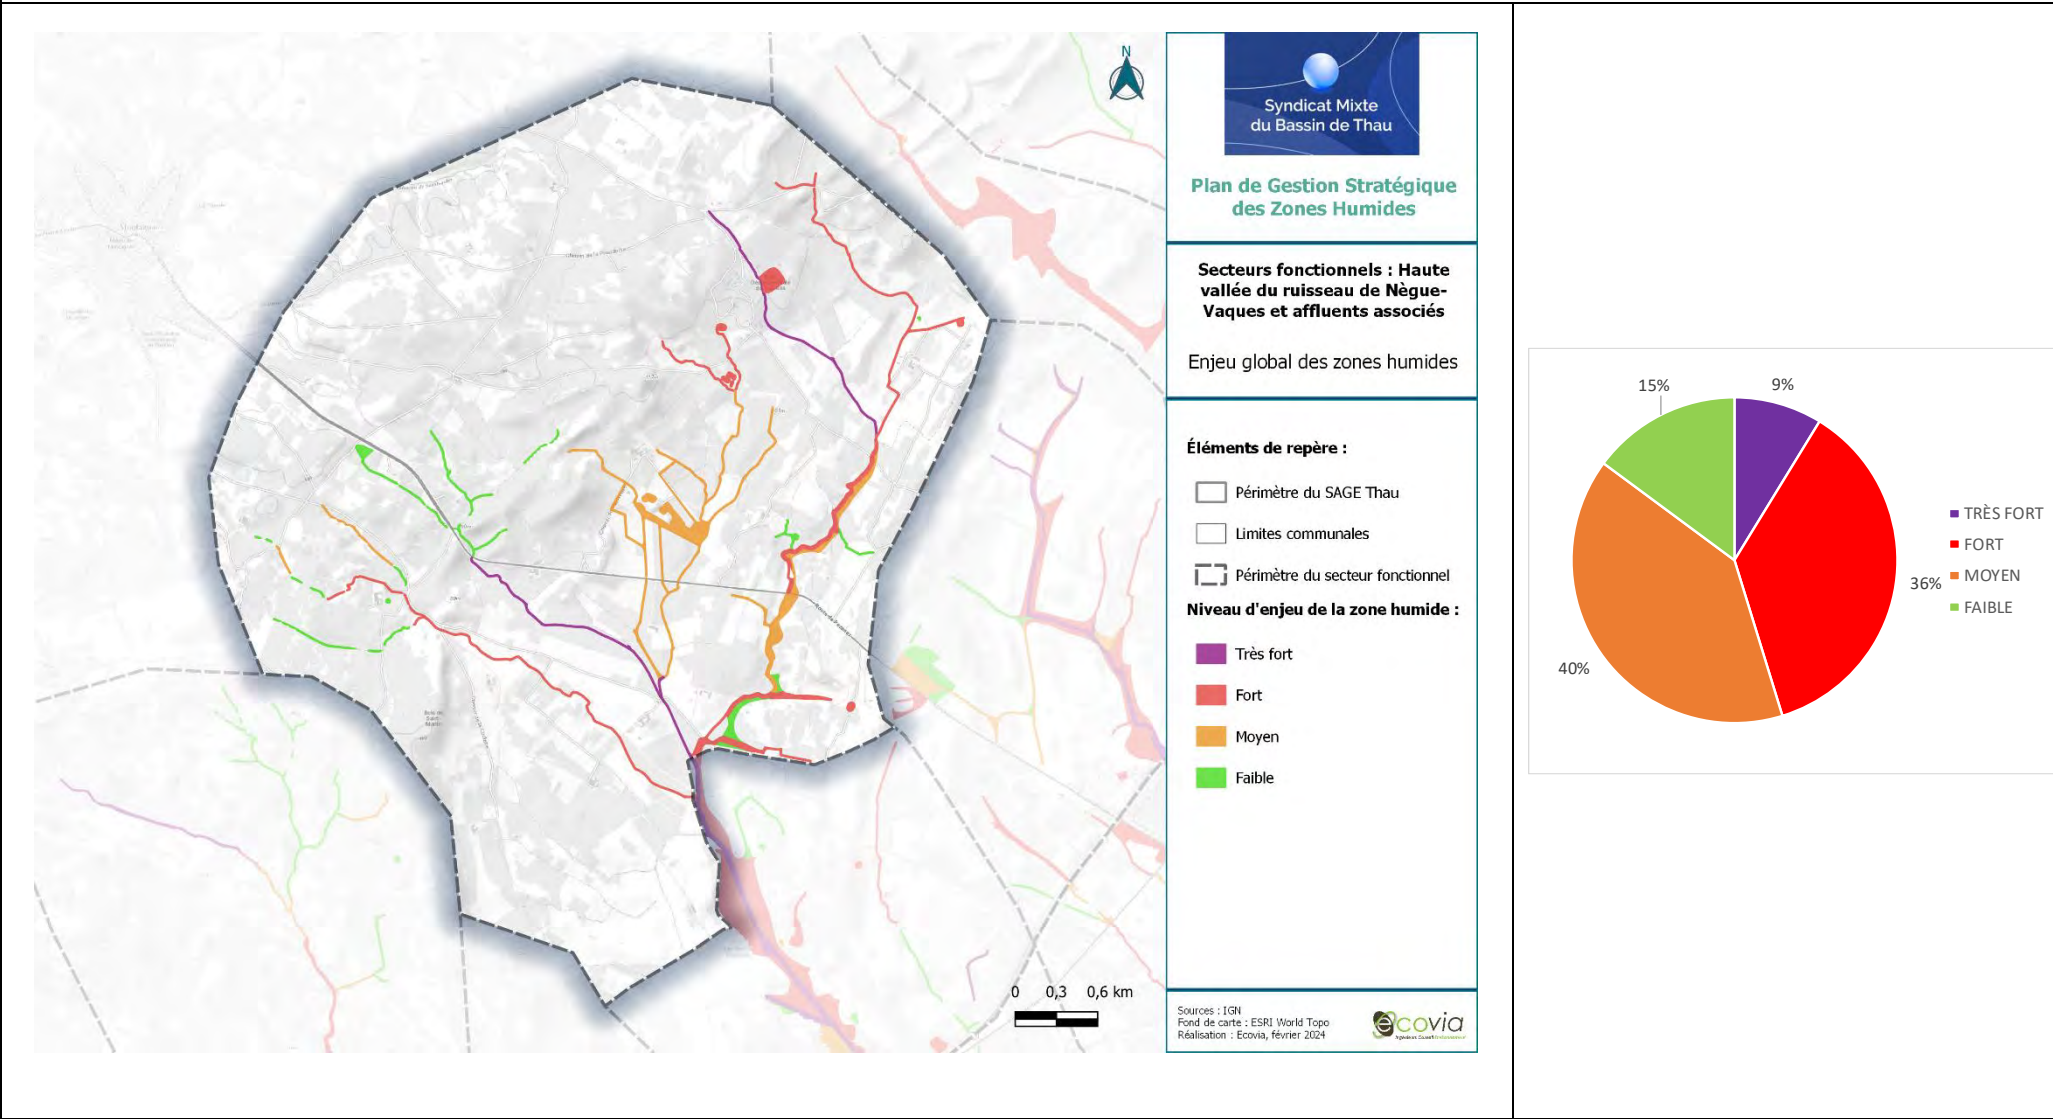 N
Syndicat Mixte
du Bassin de Thau
Plan de Gestion Stratégique
des Zones Humides
Secteurs fonctionnels : Haute
vallée du ruisseau de Nègue-
Vaques et affluents associés
Enjeu global des zones humides
Éléments de repère :
Périmètre du SAGE Thau
Limites communales
Périmètre du secteur fonctionnel
Niveau d'enjeu de la zone humide :
Très fort
Fort
Moyen
Faible
0 0,3 0,6 km
Sources : IGN
Fond de carte : ESRI World Topo
Réalisation : Ecovia, février 2024
ecovia
15%
9%
36%
40%
TRÈS FORT
FORT
MOYEN
FAIBLE